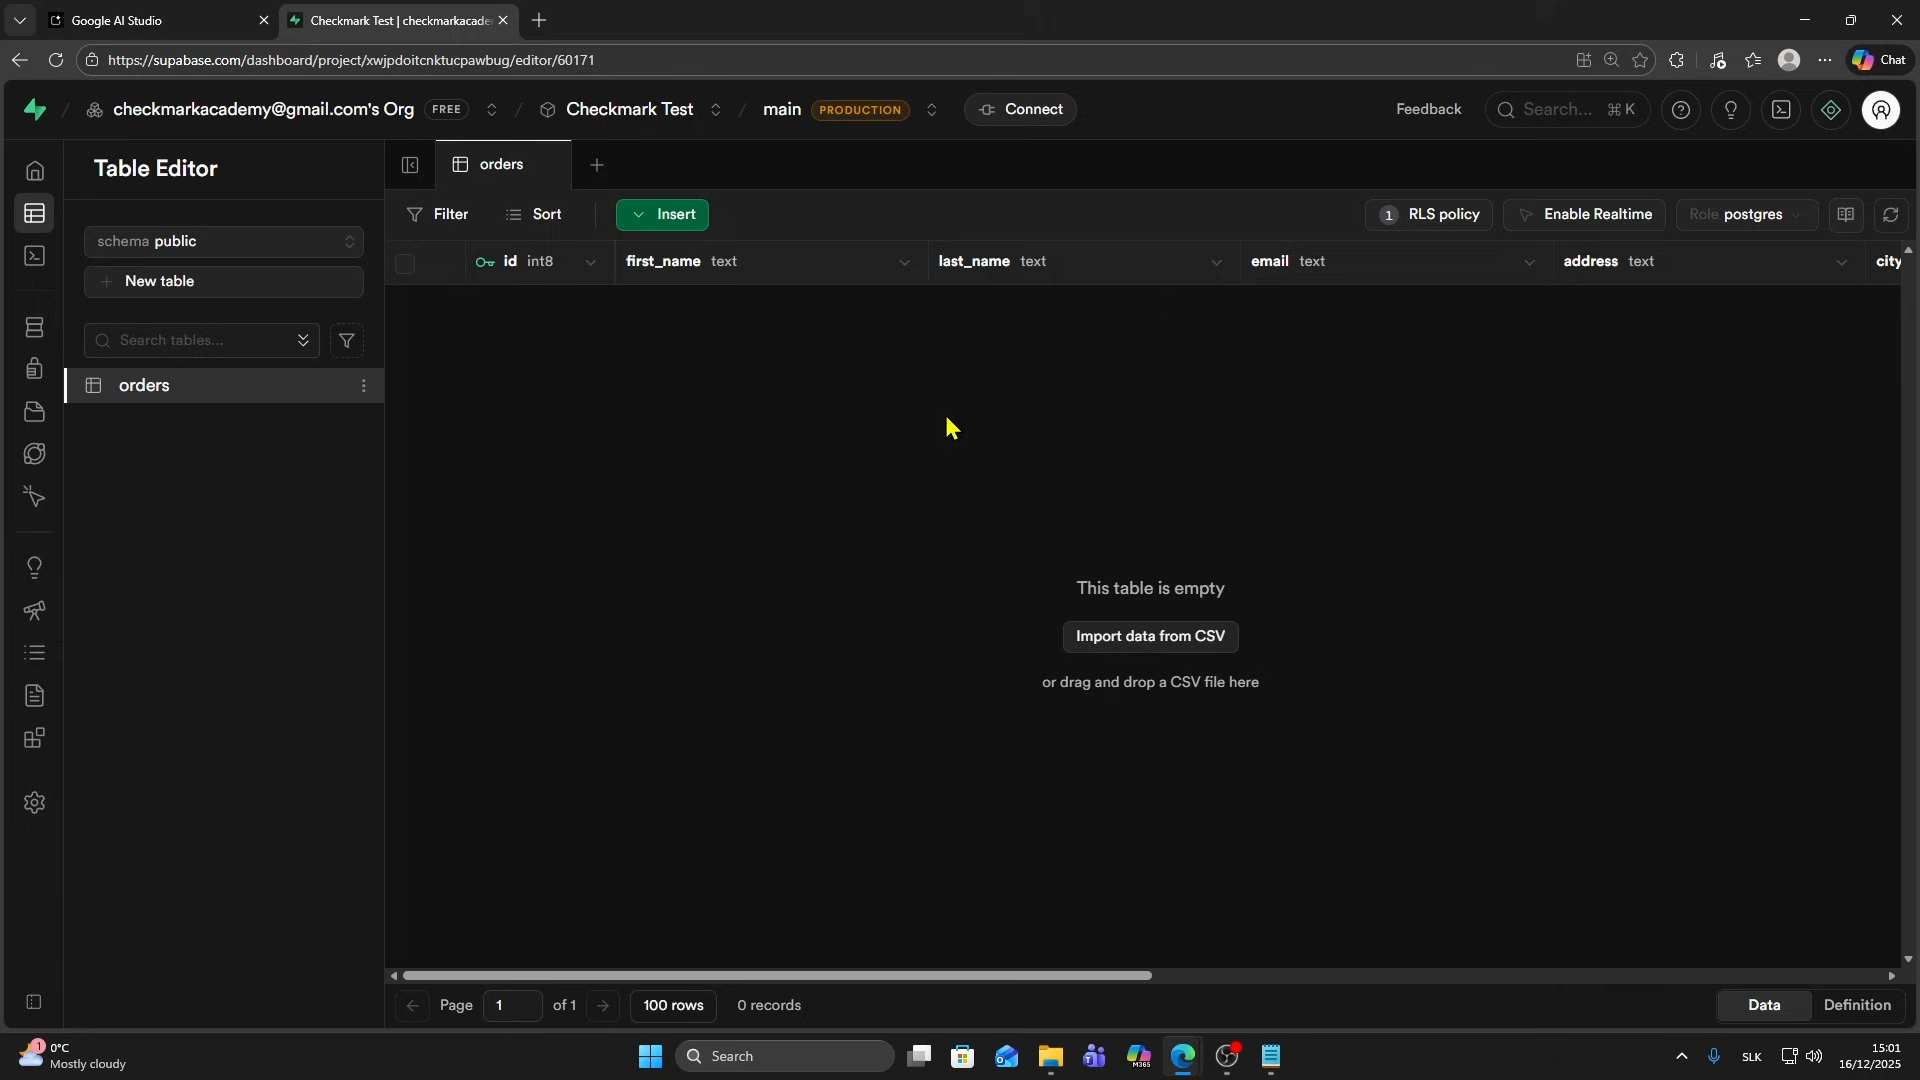 Google AI Studio
Checkmark Test | checkmarkacade
https://supabase.com/dashboard/project/xwjpdoitcnktucpawbug/editor/60171
Chat
checkmarkacademy@gmail.com's Org FREE / Checkmark Test / main PRODUCTION Connect
Feedback Search... ⌘ K
Table Editor
orders
schema public
Filter Sort Insert 1 RLS policy Enable Realtime Role postgres
New table
id int8 first_name text last_name text email text address text city
Search tables...
orders
This table is empty
Import data from CSV
or drag and drop a CSV file here
Page 1 of 1 100 rows 0 records Data Definition
1 0°C
Mostly cloudy
Search
M365
SLK
15:01
16/12/2025